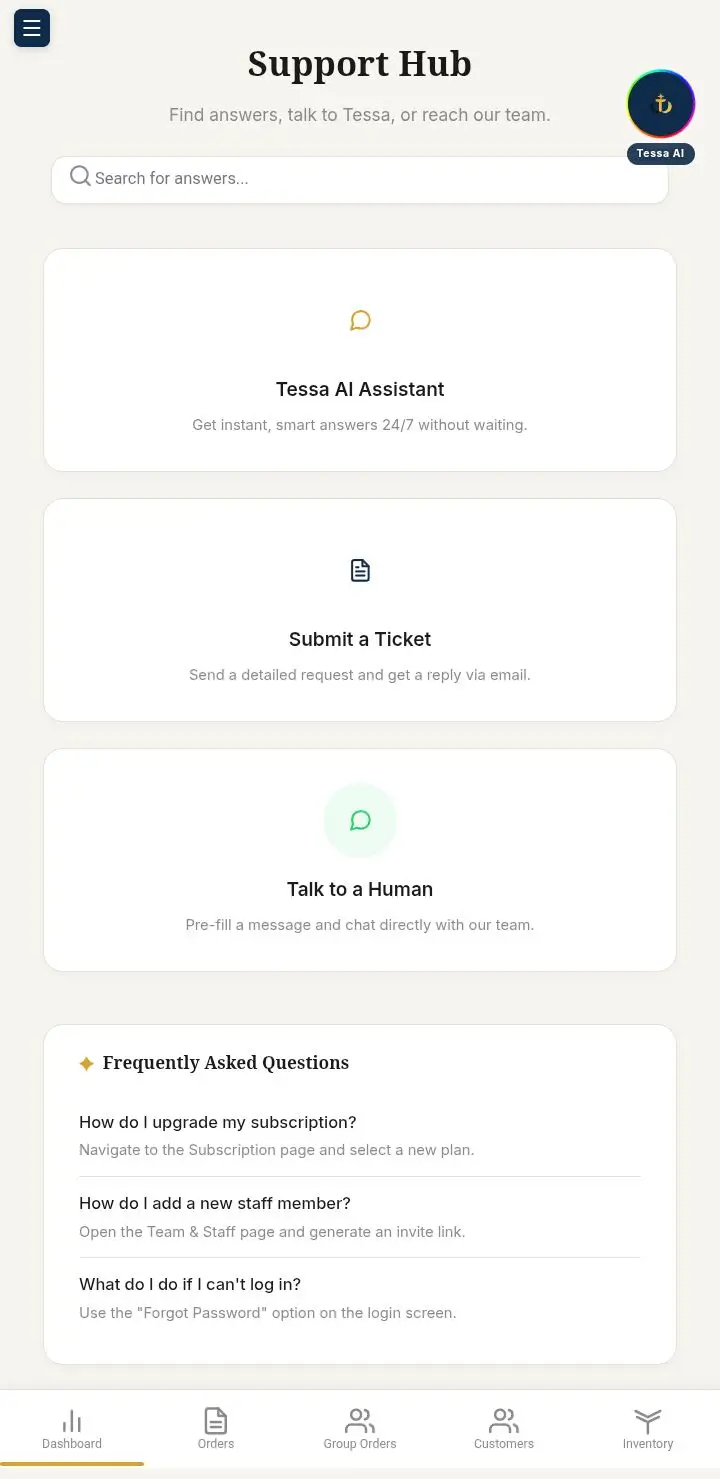 Support Hub
Find answers, talk to Tessa, or reach our team.
Tessa AI
Search for answers...
Tessa AI Assistant
Get instant, smart answers 24/7 without waiting.
Submit a Ticket
Send a detailed request and get a reply via email.
Talk to a Human
Pre-fill a message and chat directly with our team.
Frequently Asked Questions
How do I upgrade my subscription?
Navigate to the Subscription page and select a new plan.
How do I add a new staff member?
Open the Team & Staff page and generate an invite link.
What do I do if I can't log in?
Use the "Forgot Password" option on the login screen.
Dashboard
Orders
Group Orders
Customers
Inventory